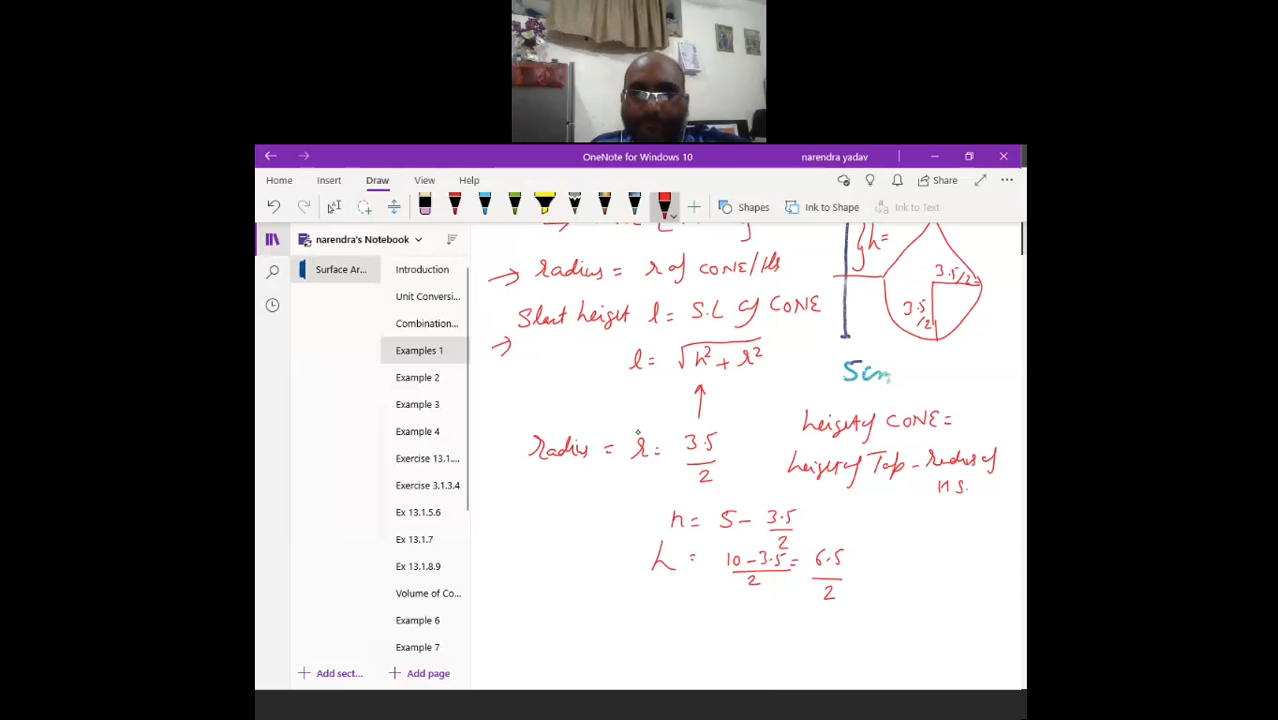 OneNote for Windows 10
narendra yadav
Home Insert Draw View Help
Share
Shapes
Ink to Shape
Ink to Text
narendra's Notebook
Surface Ar...
Introduction
Unit Conversi...
Combination...
Examples 1
Example 2
Example 3
Example 4
Exercise 13.1....
Exercise 3.1.3.4
Ex 13.1.5.6
Ex 13.1.7
Ex 13.1.8.9
Volume of Co...
Example 6
Example 7
Add sect...
Add page
h=
3.5/2
3.5
/2
5cm
radius = r of CONE/Hs
Slant height l = S.L of CONE
l = √h² + r²
radius = r = 3.5
2
height of CONE =
height of Top - radius of
H S.
h = 5 - 3.5
2
h = 10 - 3.5 = 6.5
2 2